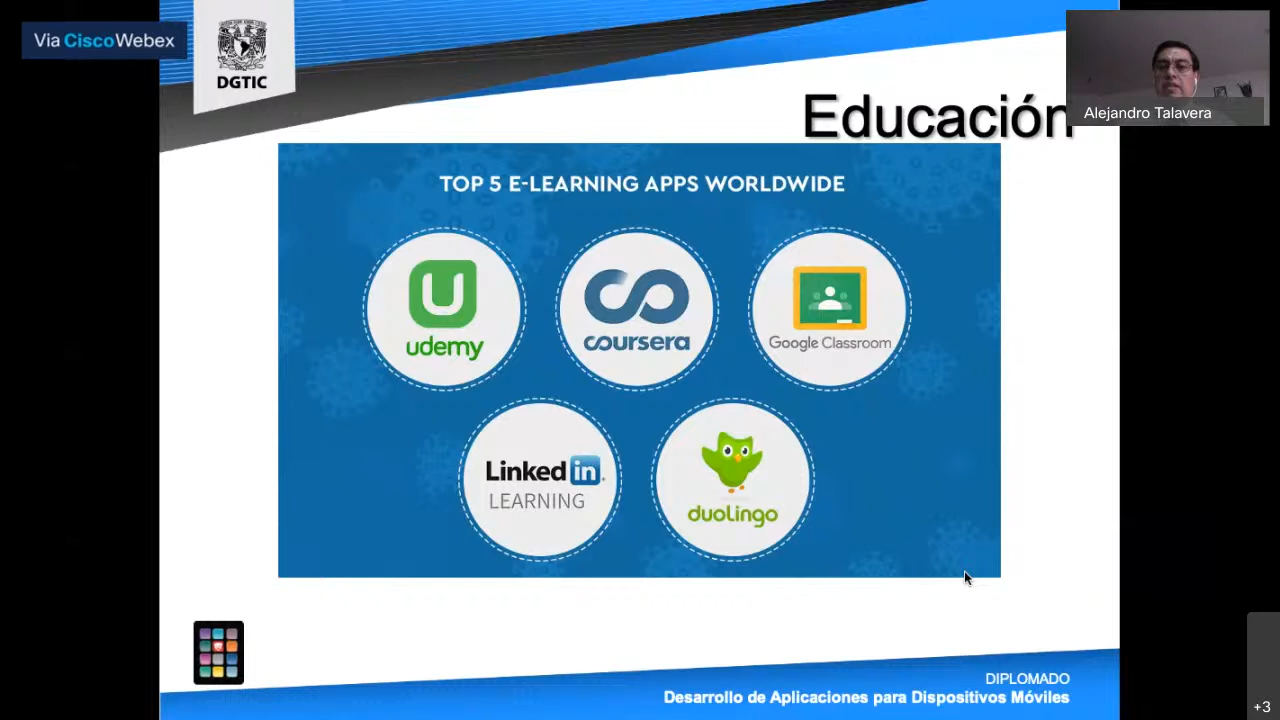 Via CiscoWebex
DGTIC
Educación
Alejandro Talavera
TOP 5 E-LEARNING APPS WORLDWIDE
udemy
coursera
Google Classroom
Linked in
LEARNING
duolingo
DIPLOMADO
Desarrollo de Aplicaciones para Dispositivos Móviles
+3